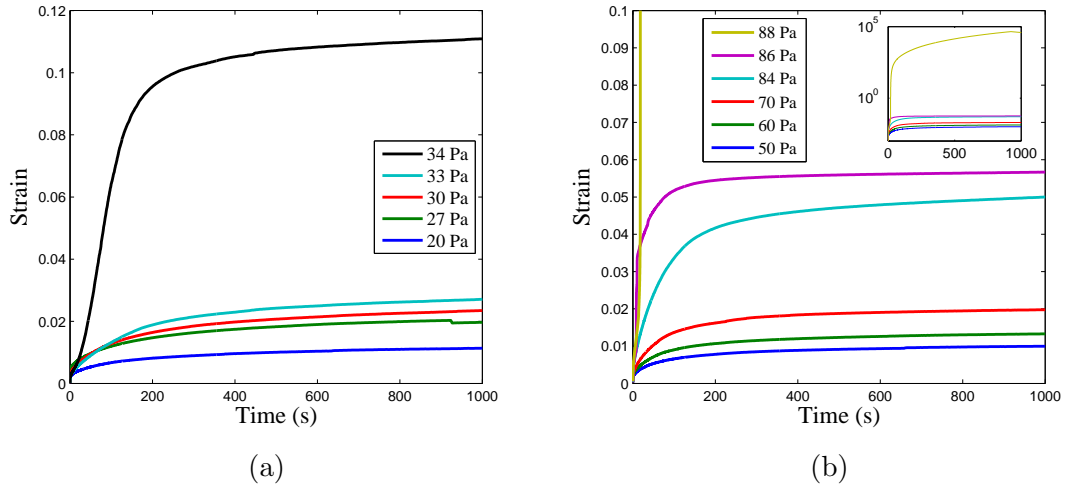 0.12
0.1
0.08
0.06
0.04
0.02
0
Strain
34 Pa
33 Pa
30 Pa
27 Pa
20 Pa
0 200 400 600 800 1000
Time (s)
(a)
0.1
0.09
0.08
0.07
0.06
0.05
0.04
0.03
0.02
0.01
0
Strain
88 Pa
86 Pa
84 Pa
70 Pa
60 Pa
50 Pa
10^5
10^0
0 500 1000
0 200 400 600 800 1000
Time (s)
(b)